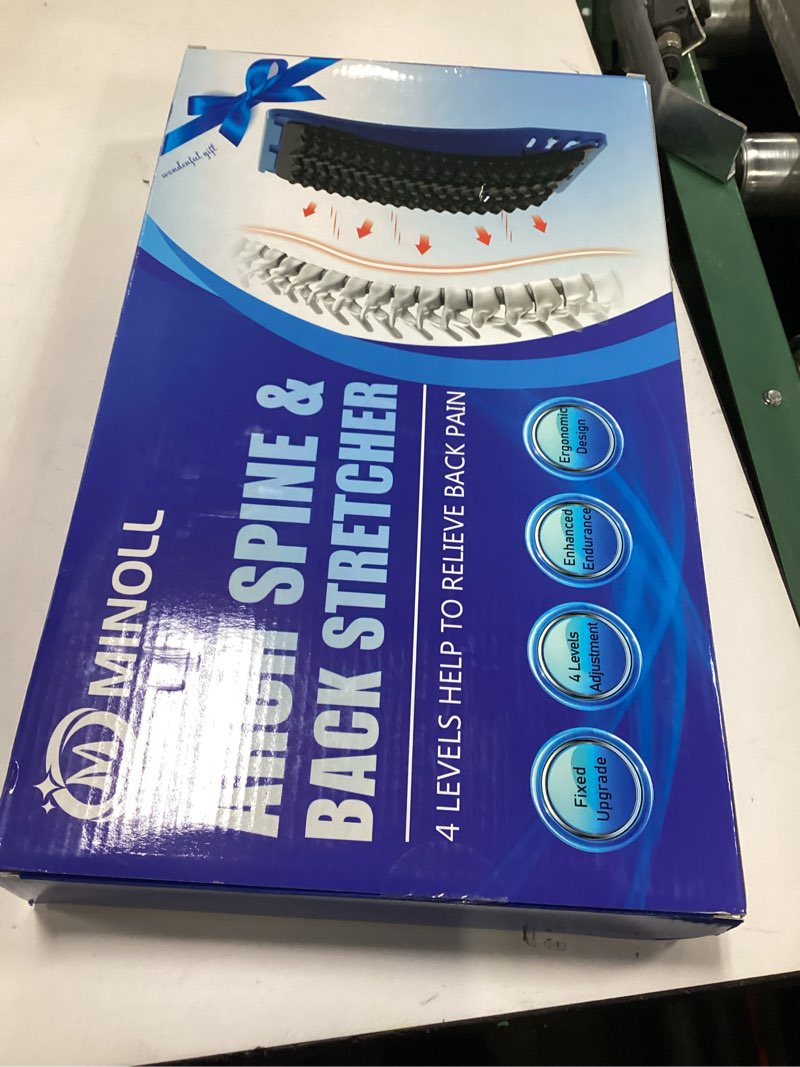 wonderful gift
M MINOLL
ARCH SPINE &
BACK STRETCHER
4 LEVELS HELP TO RELIEVE BACK PAIN
Fixed
Upgrade
4 Levels
Adjustment
Enhanced
Endurance
Ergonomic
Design